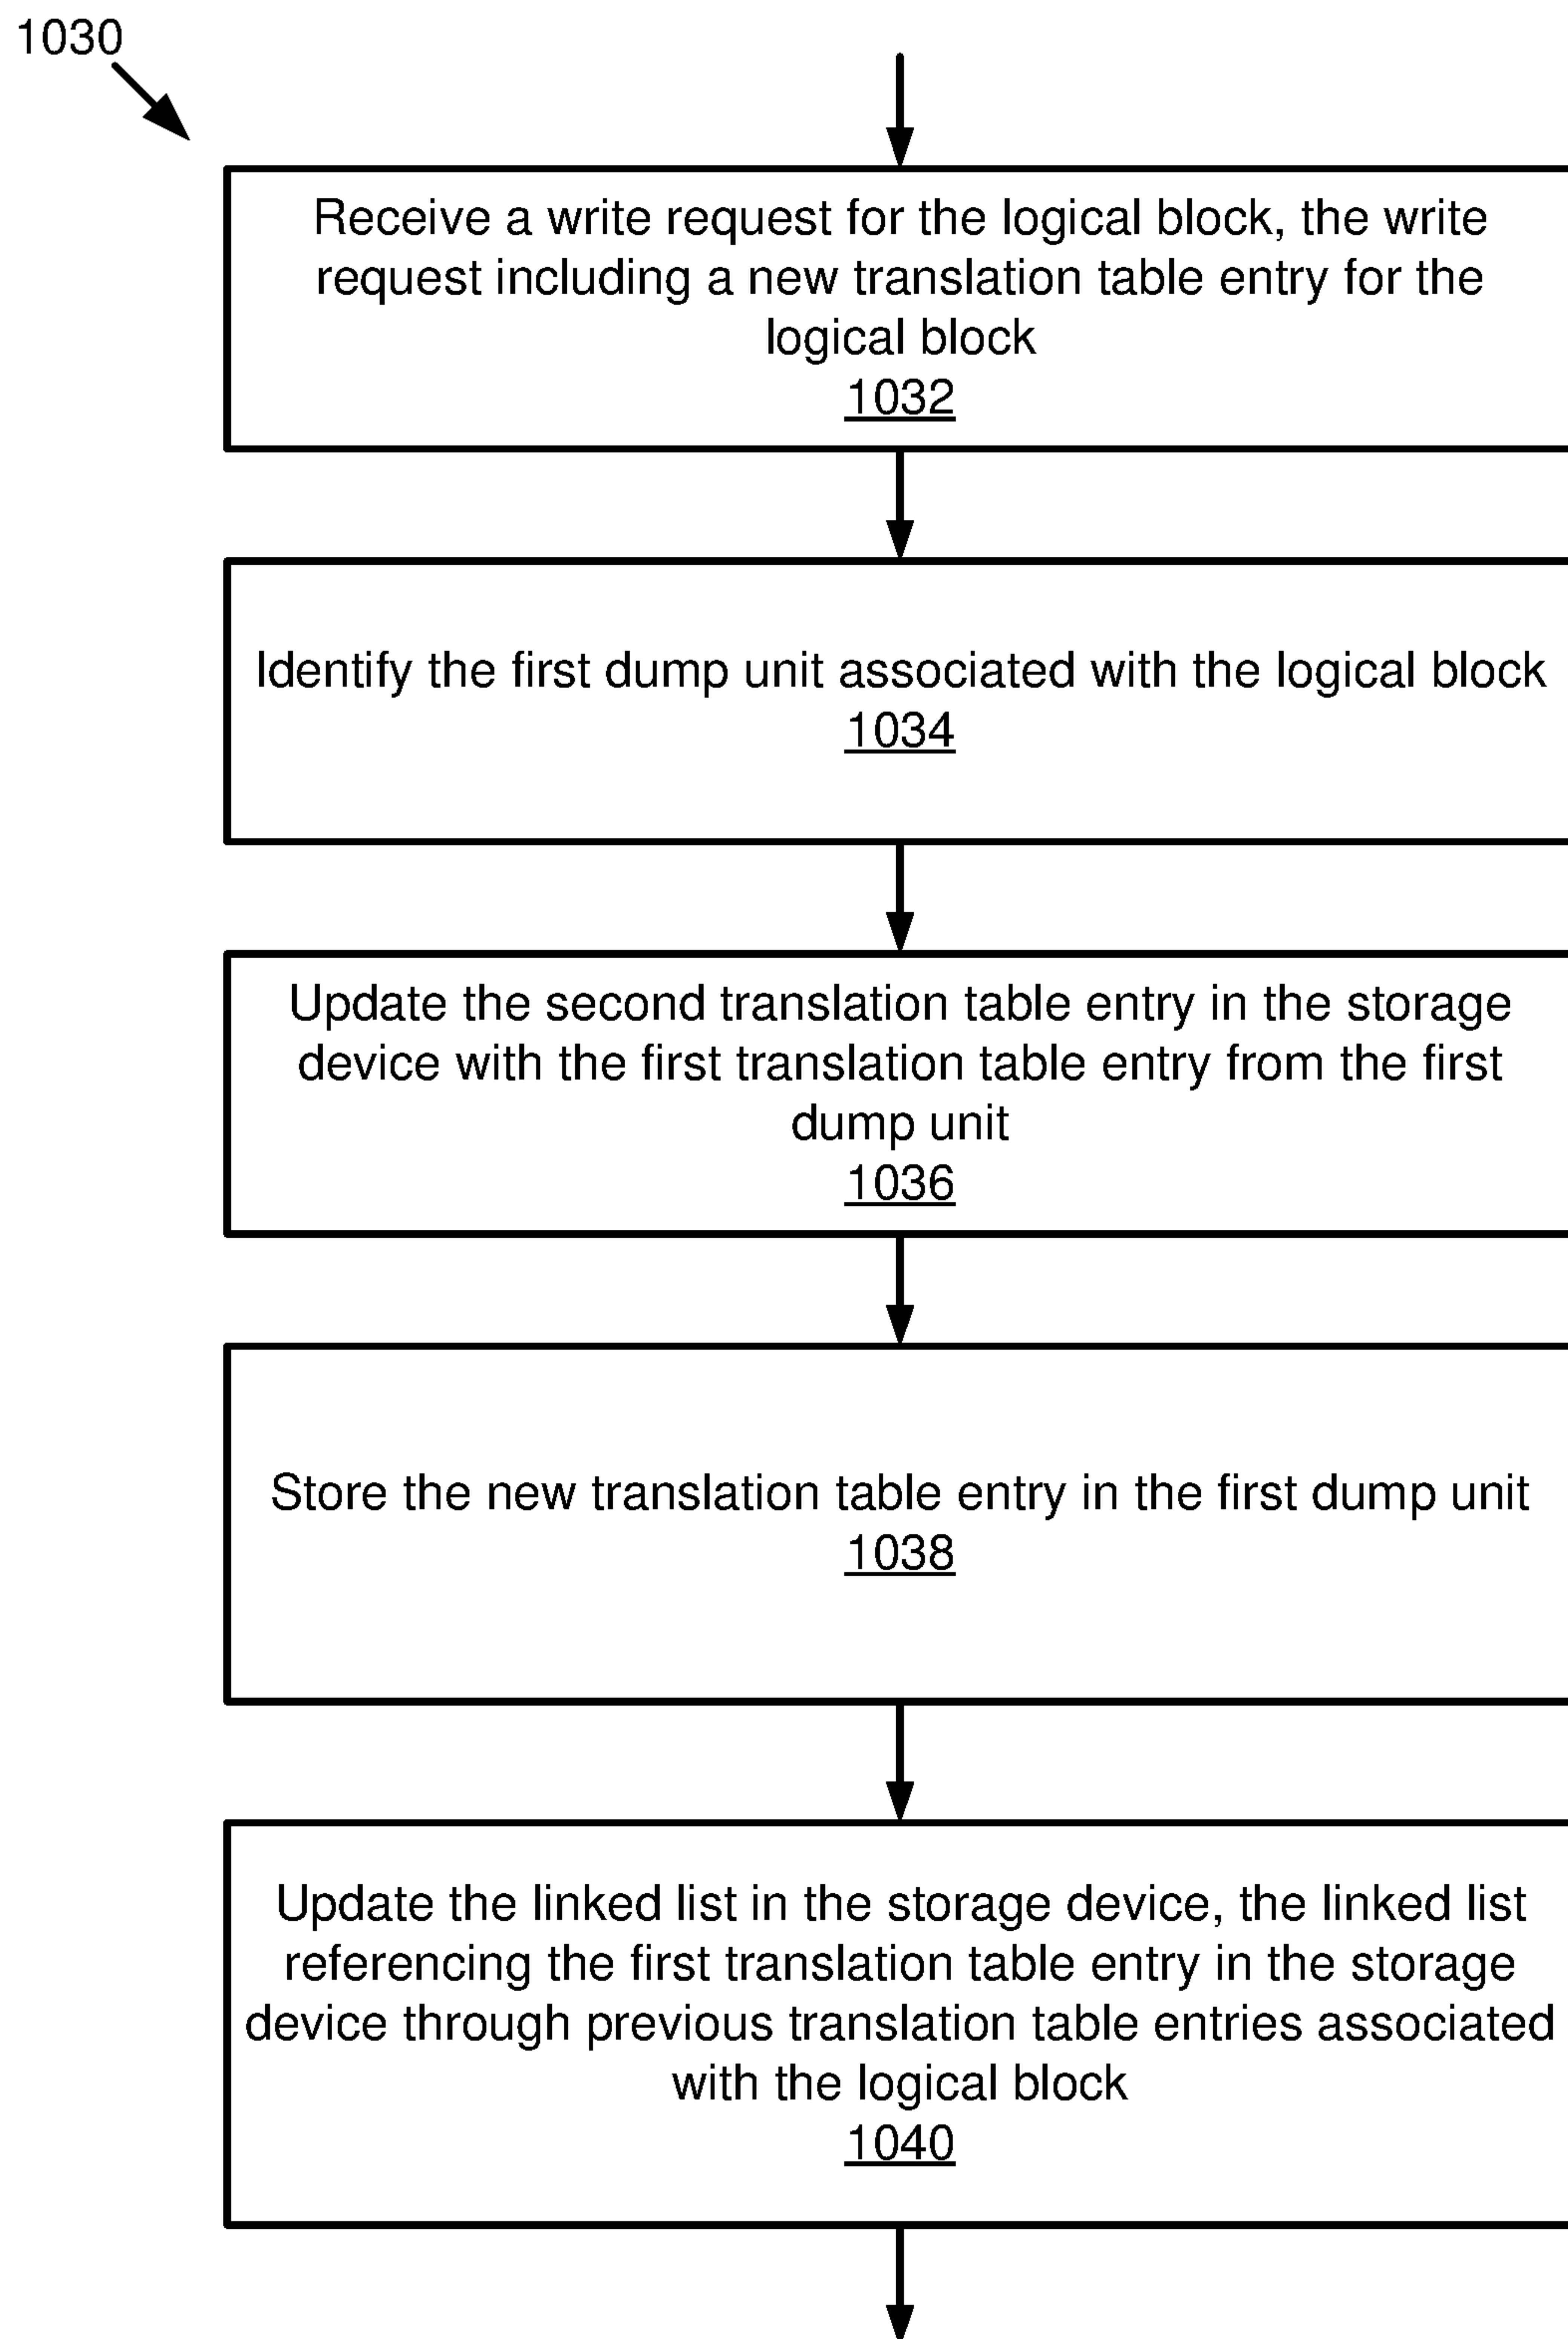 1030
Receive a write request for the logical block, the write
request including a new translation table entry for the
logical block
1032
Identify the first dump unit associated with the logical block
1034
Update the second translation table entry in the storage
device with the first translation table entry from the first
dump unit
1036
Store the new translation table entry in the first dump unit
1038
Update the linked list in the storage device, the linked list
referencing the first translation table entry in the storage
device through previous translation table entries associated
with the logical block
1040